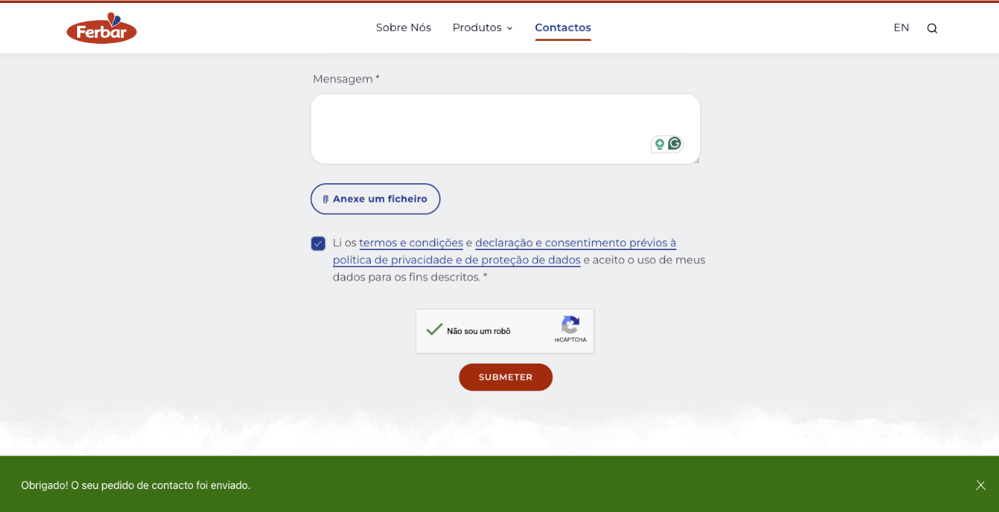 Ferbar
Sobre Nós
Produtos
Contactos
EN
Mensagem *
Anexe um ficheiro
Li os termos e condições e declaração e consentimento prévios à
política de privacidade e de proteção de dados e aceito o uso de meus
dados para os fins descritos. *
Não sou um robô
reCAPTCHA
SUBMETER
Obrigado! O seu pedido de contacto foi enviado.